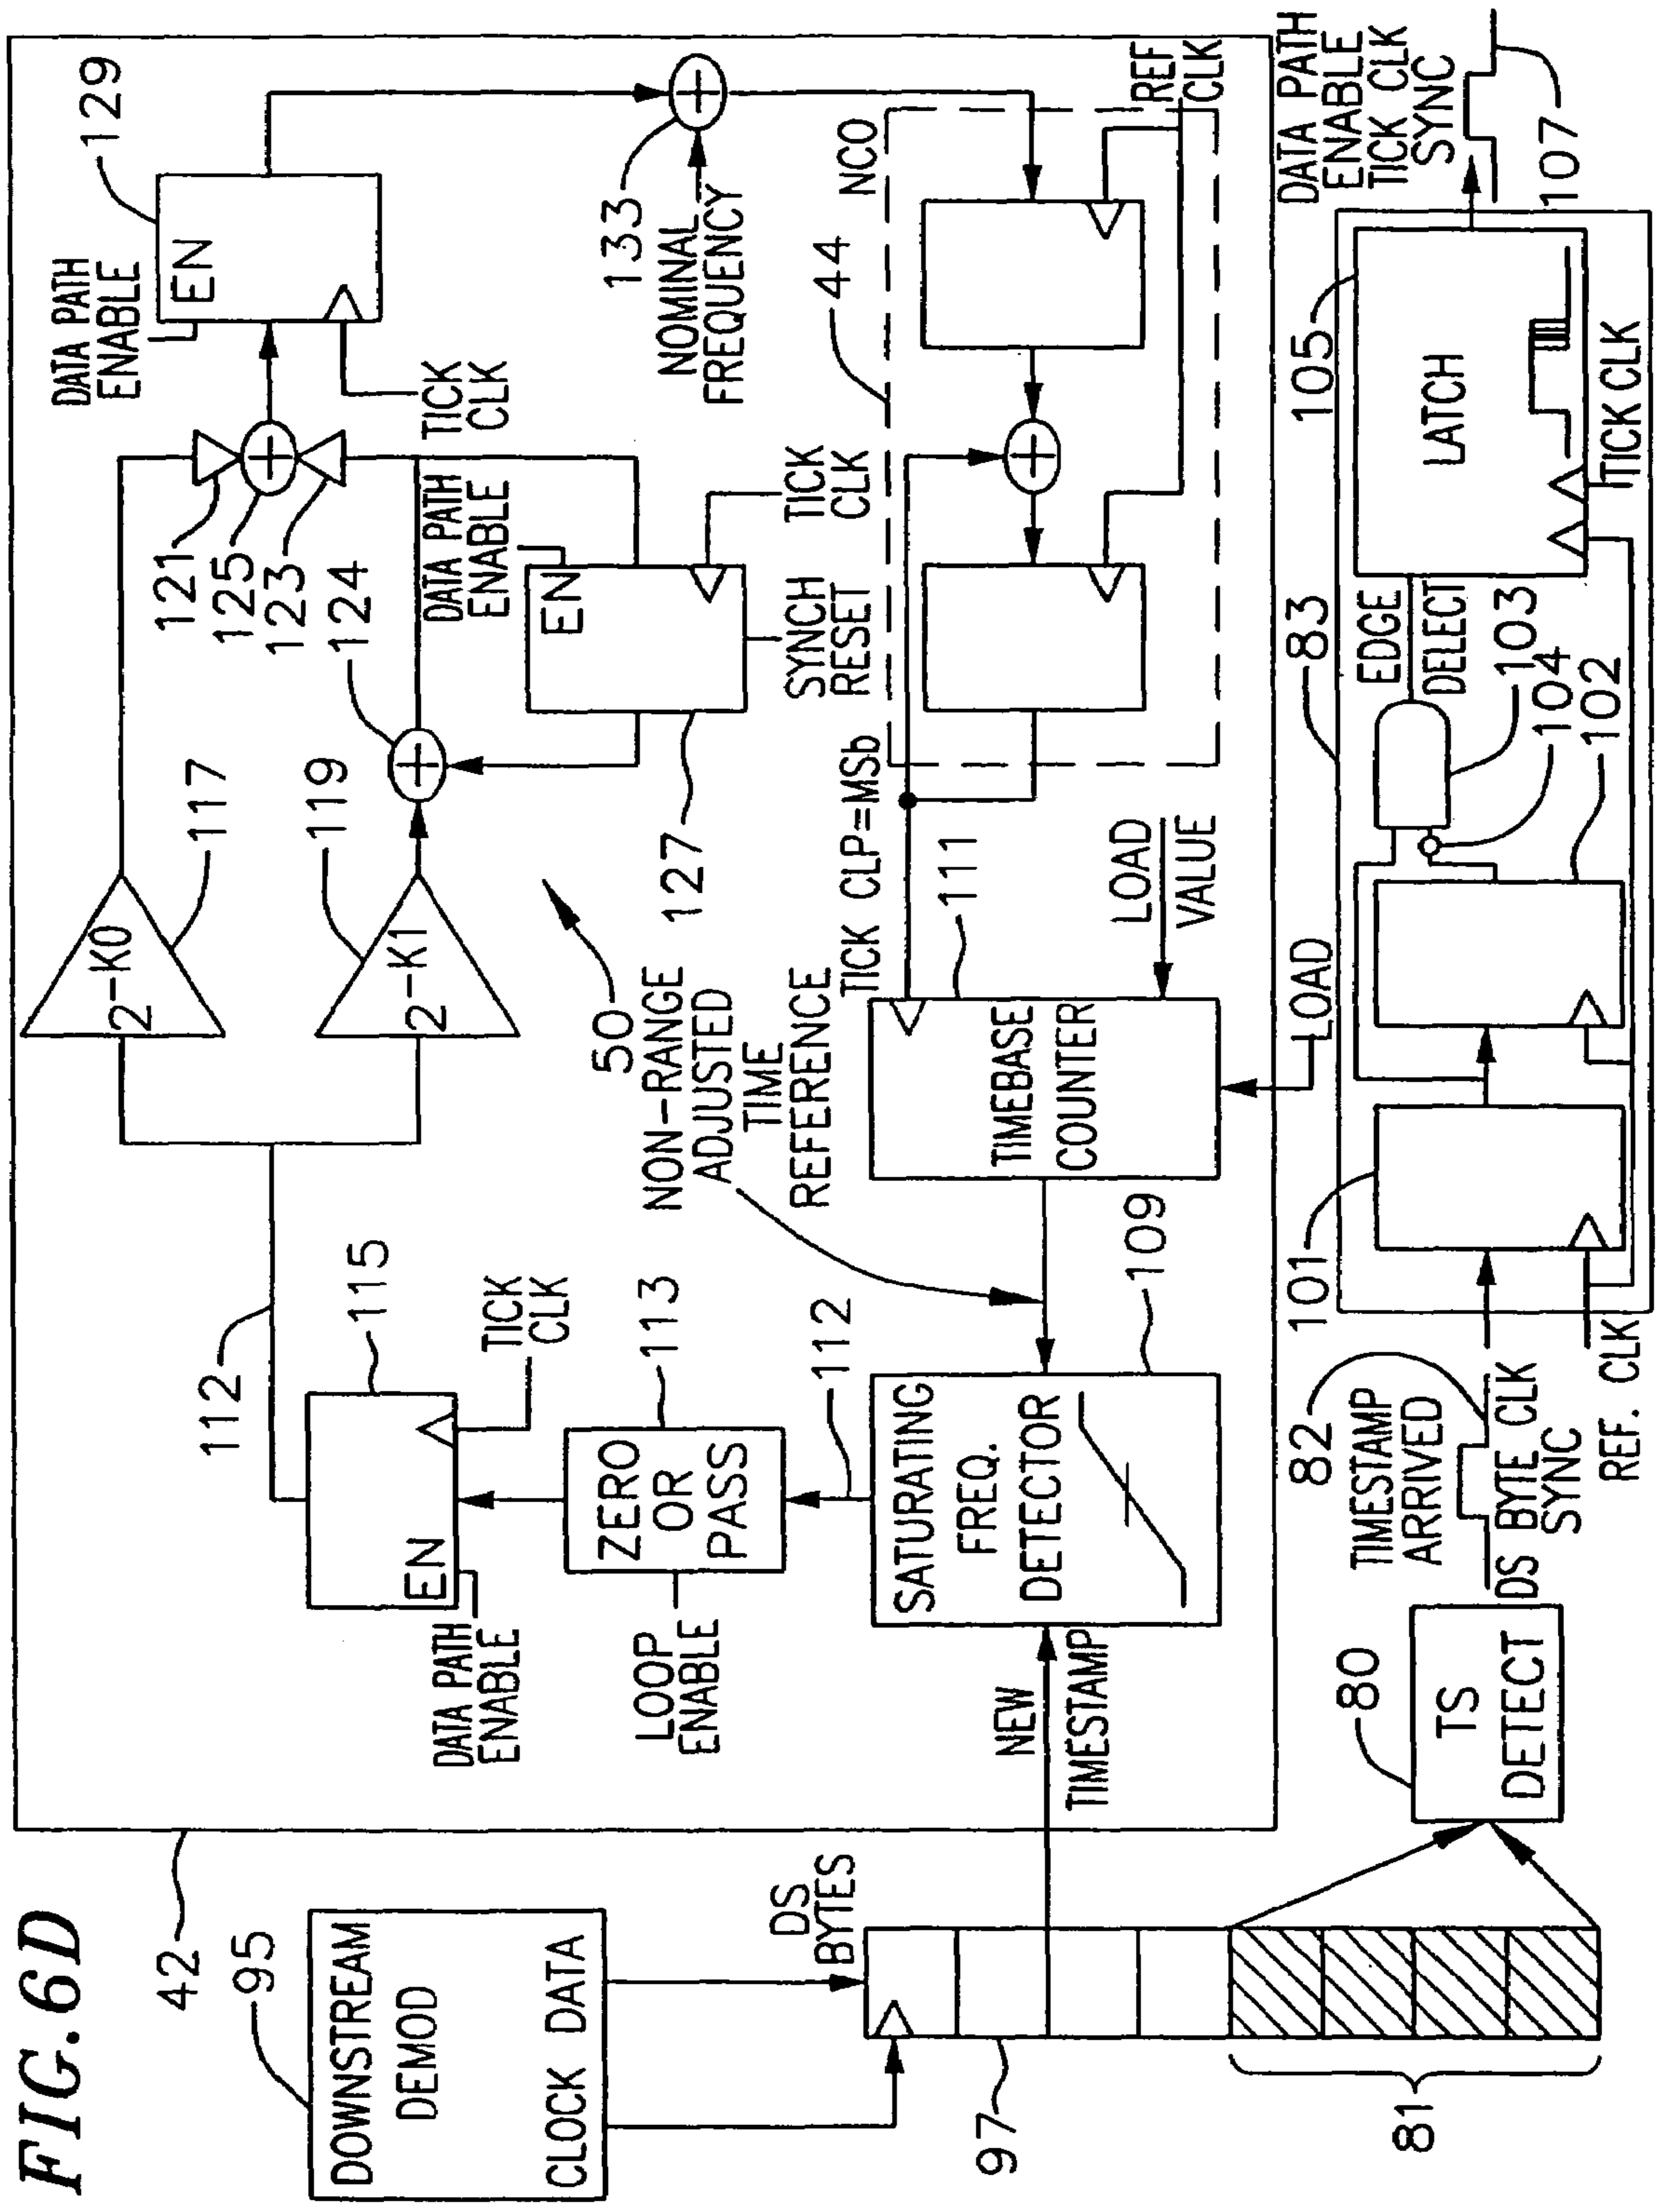 FIG.6D
42
95
DOWNSTREAM
DEMOD
CLOCK DATA
DS
BYTES
97
81
NEW
TIMESTAMP
SATURATING
FREQ.
DETECTOR
109
112
ZERO
OR
PASS
113
LOOP
ENABLE
EN
115
DATA PATH
ENABLE
TICK
CLK
112
2-K0
117
2-K1
119
50
NON-RANGE
ADJUSTED
TIME
REFERENCE
TIMEBASE
COUNTER
111
LOAD
VALUE
LOAD
TICK CLP=MSb
124
127
EN
DATA PATH
ENABLE
TICK
CLK
SYNCH
RESET
121
125
123
EN
129
DATA PATH
ENABLE
TICK
CLK
133
NOMINAL
FREQUENCY
44
NCO
REF
CLK
80
TS
DETECT
82
TIMESTAMP
ARRIVED
DS BYTE CLK
SYNC
REF. CLK
83
101
102
104
103
EDGE
DELECT
105
LATCH
TICK CLK
107
DATA PATH
ENABLE
TICK CLK
SYNC